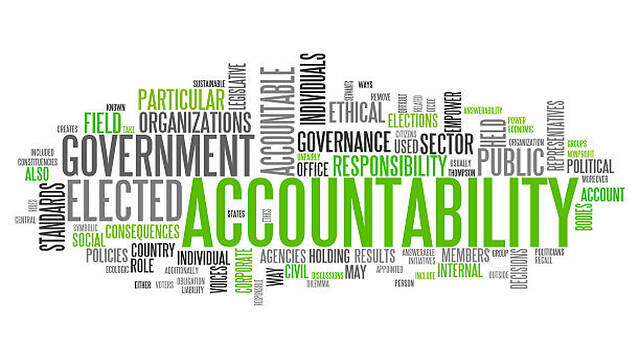 SUSTAINABLE
LEGISLATIVE
INDIVIDUALS
WAYS
REMOVE
PARTICULAR
ACCOUNTABLE
ETHICAL
EMPOWER
KNOWN
FIELD
TAKE
ORGANIZATIONS
ELECTIONS
RELATED
DECIDE
ANSWERABILITY
POWER
ECONOMIC
HELD
REPRESENTATIVES
CREATES
GOVERNMENT
GOVERNANCE
CITIZENS
USED
SECTOR
ORGANIZATION
GROUPS
INCLUDED
CONSTITUENCIES
ALSO
UNFAIRLY
OFFICE
RESPONSIBILITY
USUALLY
THOMPSON
PUBLIC
NONPROFIT
POLITICAL
MOREOVER
STANDARDS
ELECTED
ACCOUNTABILITY
ACCOUNT
BODIES
RULES
CENTRAL
STATES
ETHICS
SYMBOLIC
SOCIAL
CONSEQUENCES
POLICIES
COUNTRY
ROLE
INDIVIDUAL
VOICES
CORPORATE
AGENCIES
HOLDING
RESULTS
ANSWERABLE
INITIATIVES
MEMBERS
GROUP
DECISIONS
POLITICIANS
RECALL
ECOLOGIC
ADDITIONALLY
WAY
CIVIL
DISCUSSIONS
MAY
APPOINTED
INCLUDE
INTERNAL
OUTSIDE
EITHER
VOTERS
OBLIGATION
LIABILITY
RESPONSIBLE
DILEMMA
PERSON